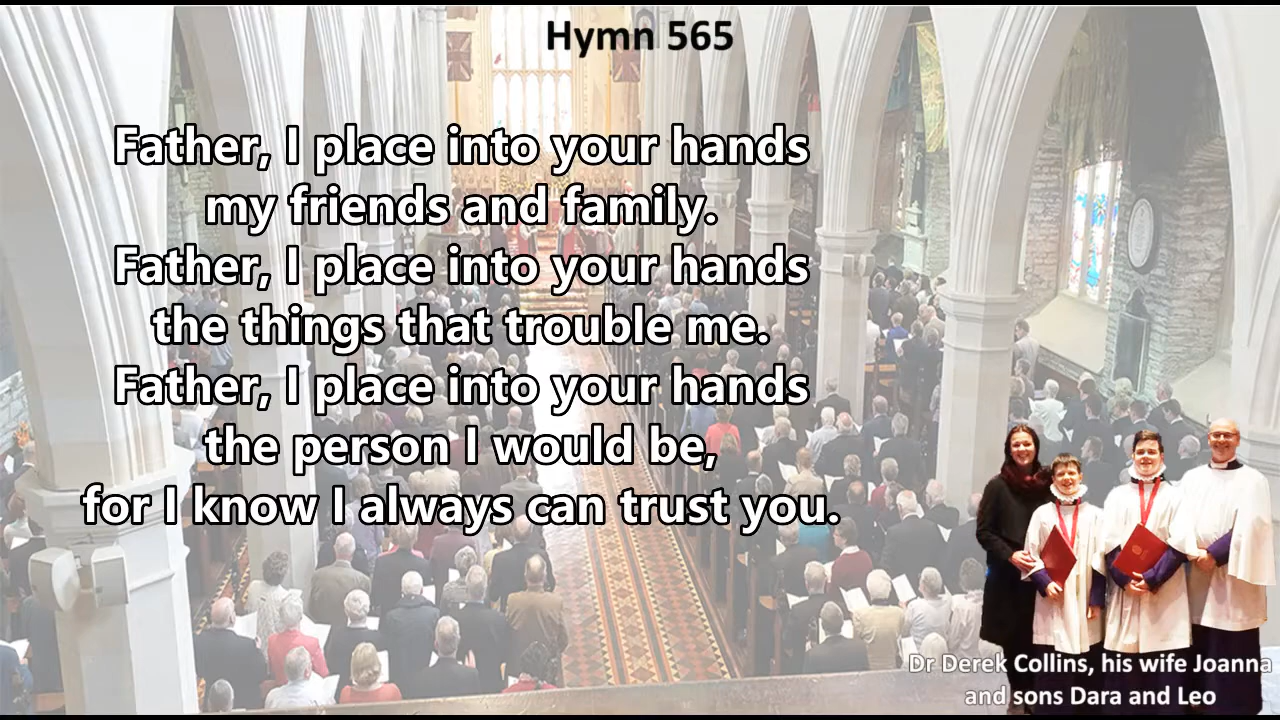 Hymn 565
Father, I place into your hands
my friends and family.
Father, I place into your hands
the things that trouble me.
Father, I place into your hands
the person I would be,
for I know I always can trust you.
Dr Derek Collins, his wife Joanna
and sons Dara and Leo